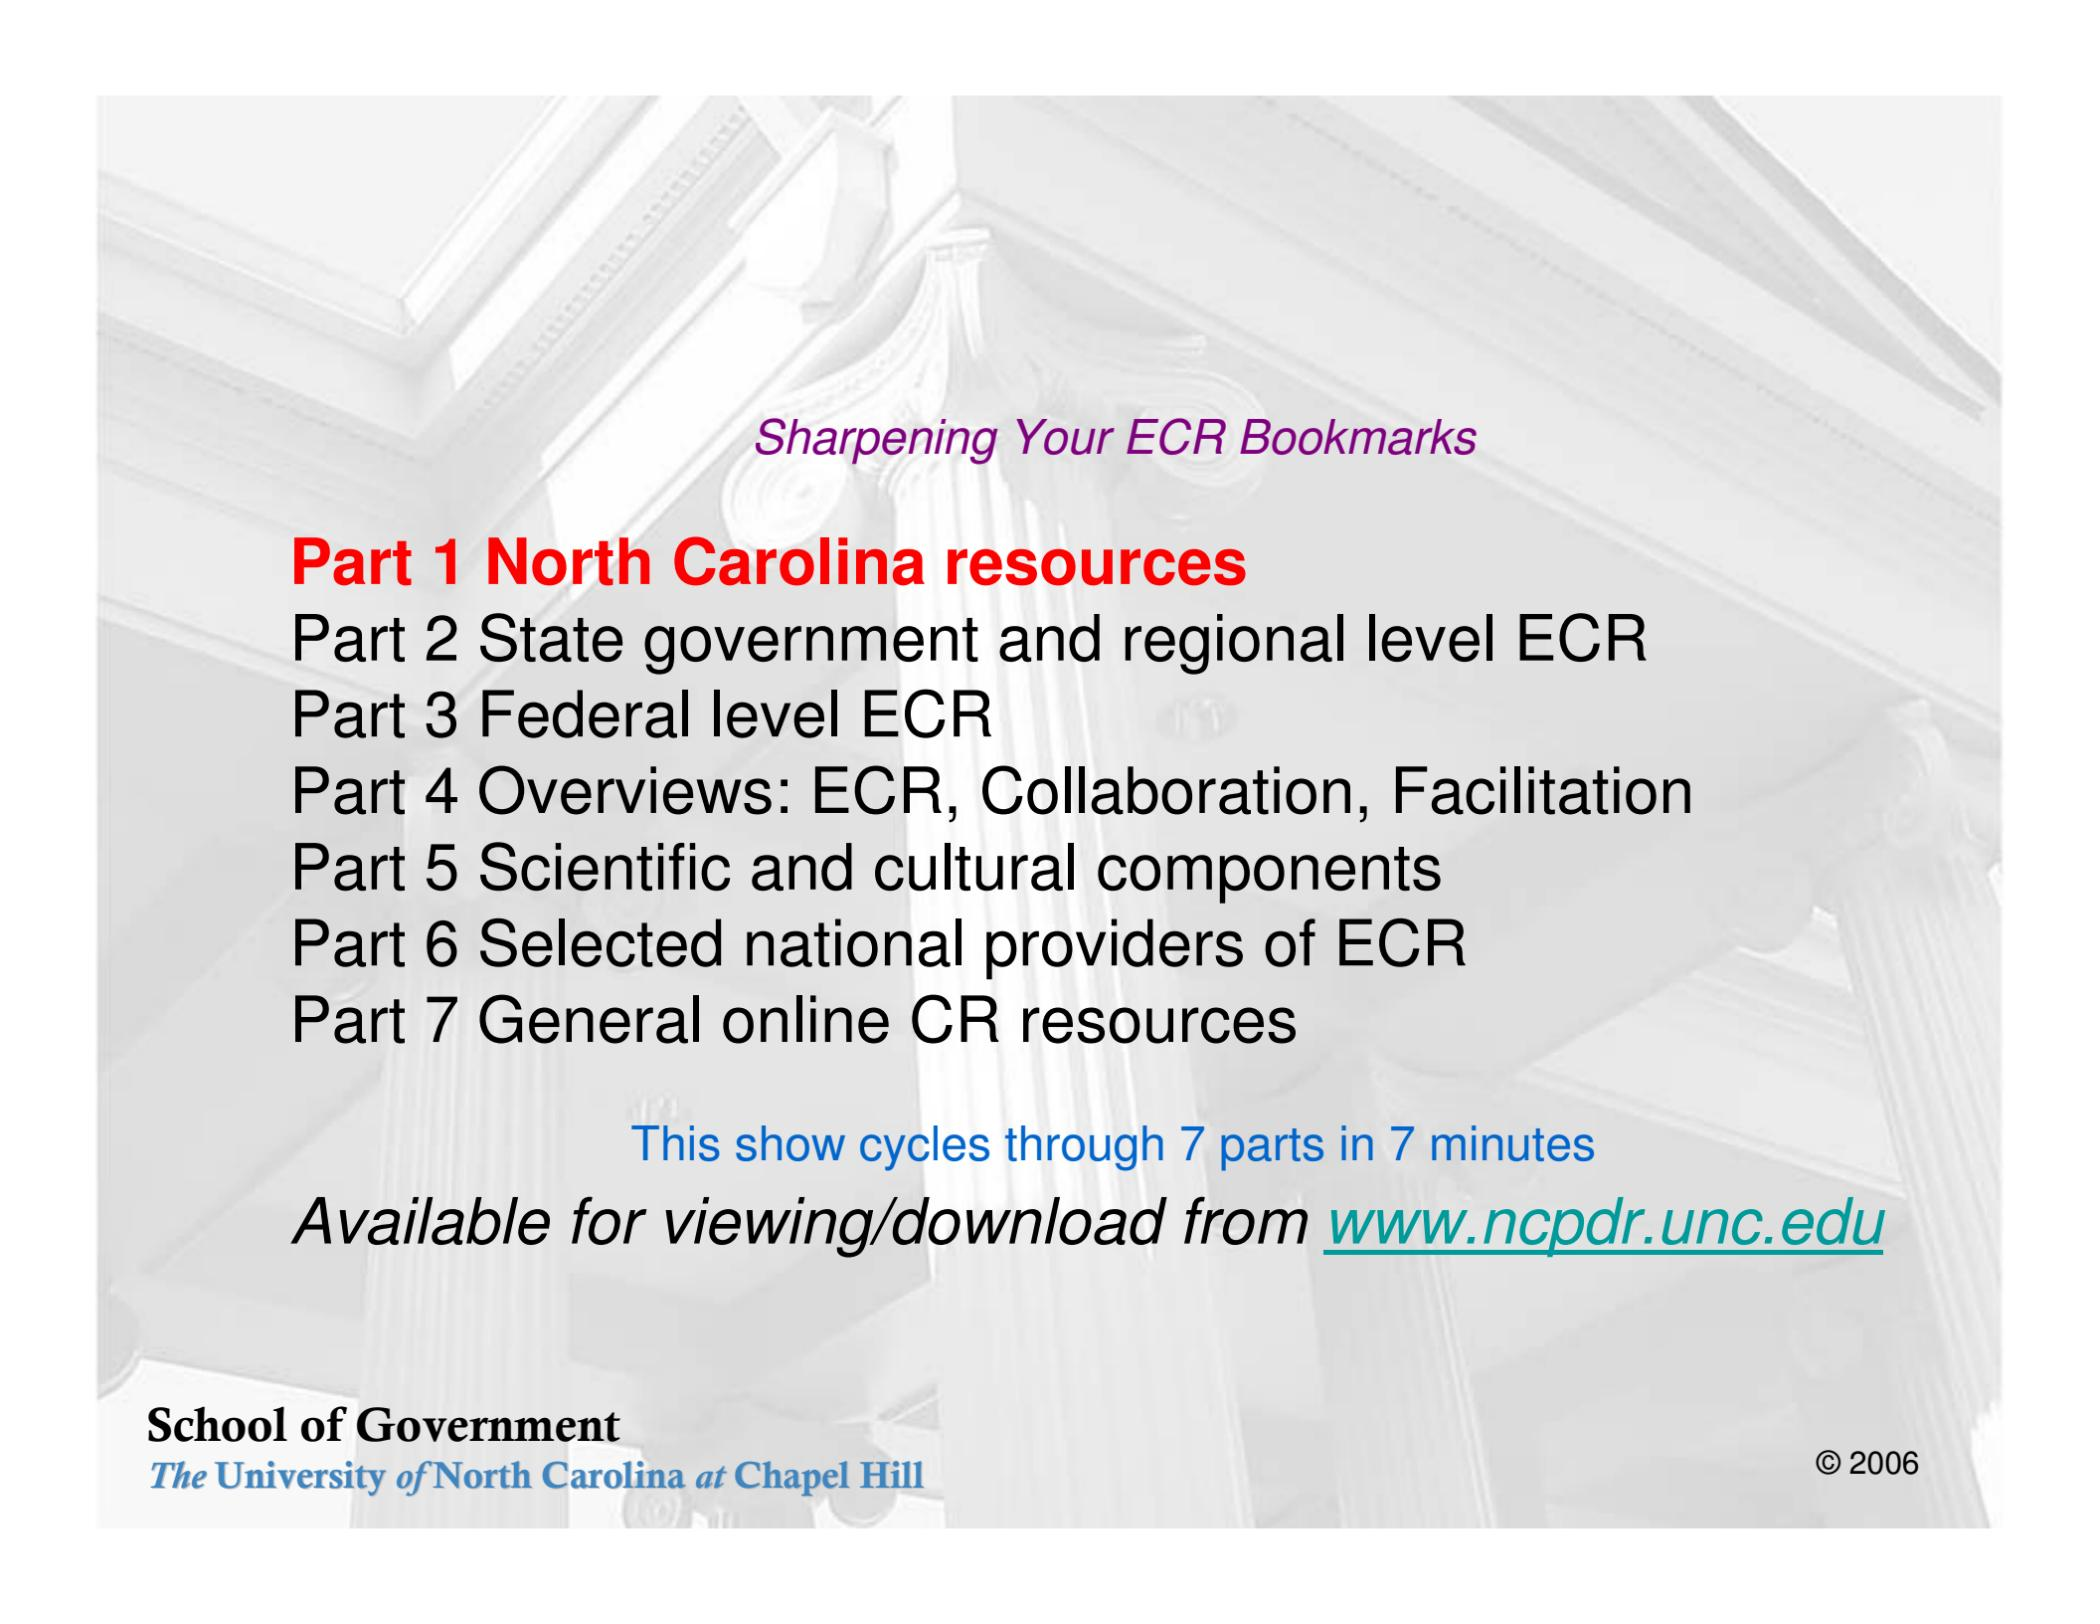 Sharpening Your ECR Bookmarks
Part 1 North Carolina resources
Part 2 State government and regional level ECR
Part 3 Federal level ECR
Part 4 Overviews: ECR, Collaboration, Facilitation
Part 5 Scientific and cultural components
Part 6 Selected national providers of ECR
Part 7 General online CR resources
This show cycles through 7 parts in 7 minutes
Available for viewing/download from www.ncpdr.unc.edu
School of Government
The University of North Carolina at Chapel Hill
© 2006